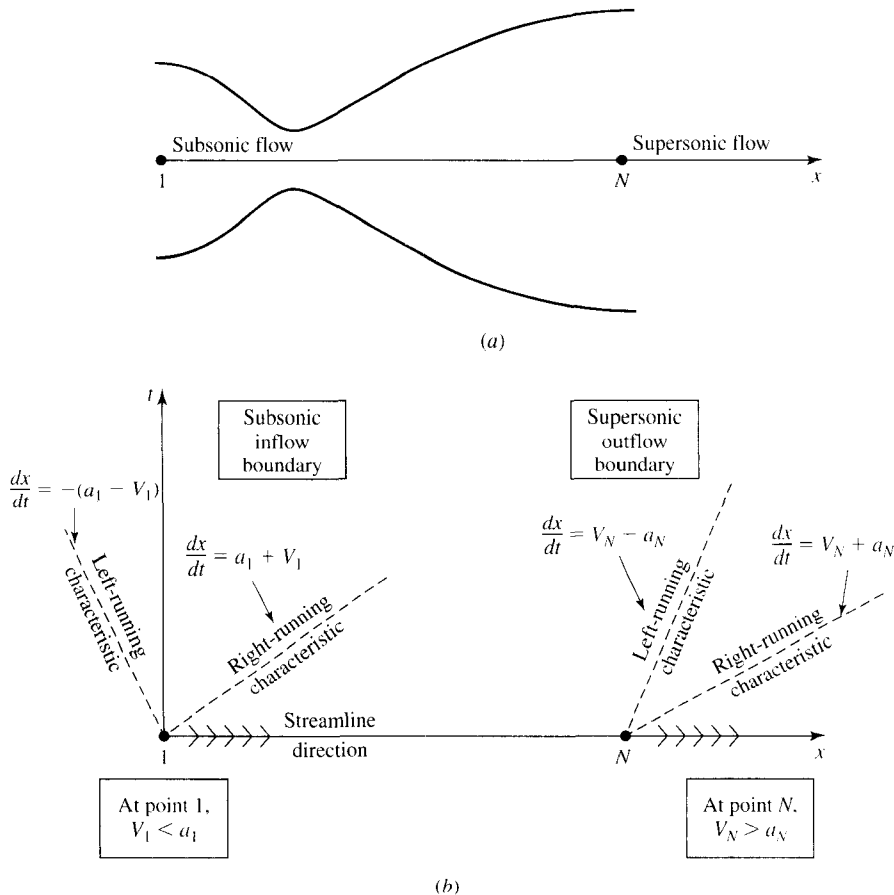 Subsonic flow
Supersonic flow
1
N
x
(a)
t
Subsonic
inflow
boundary
Supersonic
outflow
boundary
dx/dt = −(a₁ − V₁)
dx/dt = a₁ + V₁
dx/dt = V_N − a_N
dx/dt = V_N + a_N
Left-running
characteristic
Right-running
characteristic
Left-running
characteristic
Right-running
characteristic
Streamline
direction
1
N
x
At point 1,
V₁ < a₁
At point N,
V_N > a_N
(b)